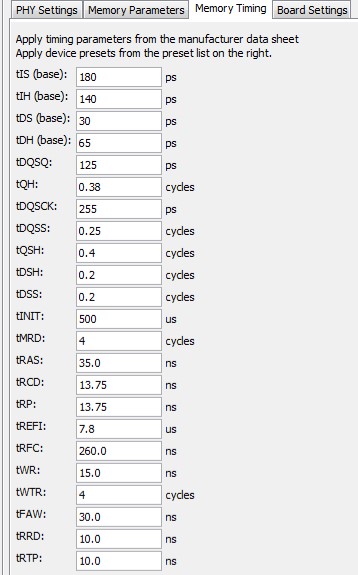 PHY Settings Memory Parameters Memory Timing Board Settings
Apply timing parameters from the manufacturer data sheet
Apply device presets from the preset list on the right.
tIS (base): 180 ps
tIH (base): 140 ps
tDS (base): 30 ps
tDH (base): 65 ps
tDQSQ: 125 ps
tQH: 0.38 cycles
tDQSCK: 255 ps
tDQSS: 0.25 cycles
tQSH: 0.4 cycles
tDSH: 0.2 cycles
tDSS: 0.2 cycles
tINIT: 500 us
tMRD: 4 cycles
tRAS: 35.0 ns
tRCD: 13.75 ns
tRP: 13.75 ns
tREFI: 7.8 us
tRFC: 260.0 ns
tWR: 15.0 ns
tWTR: 4 cycles
tFAW: 30.0 ns
tRRD: 10.0 ns
tRTP: 10.0 ns